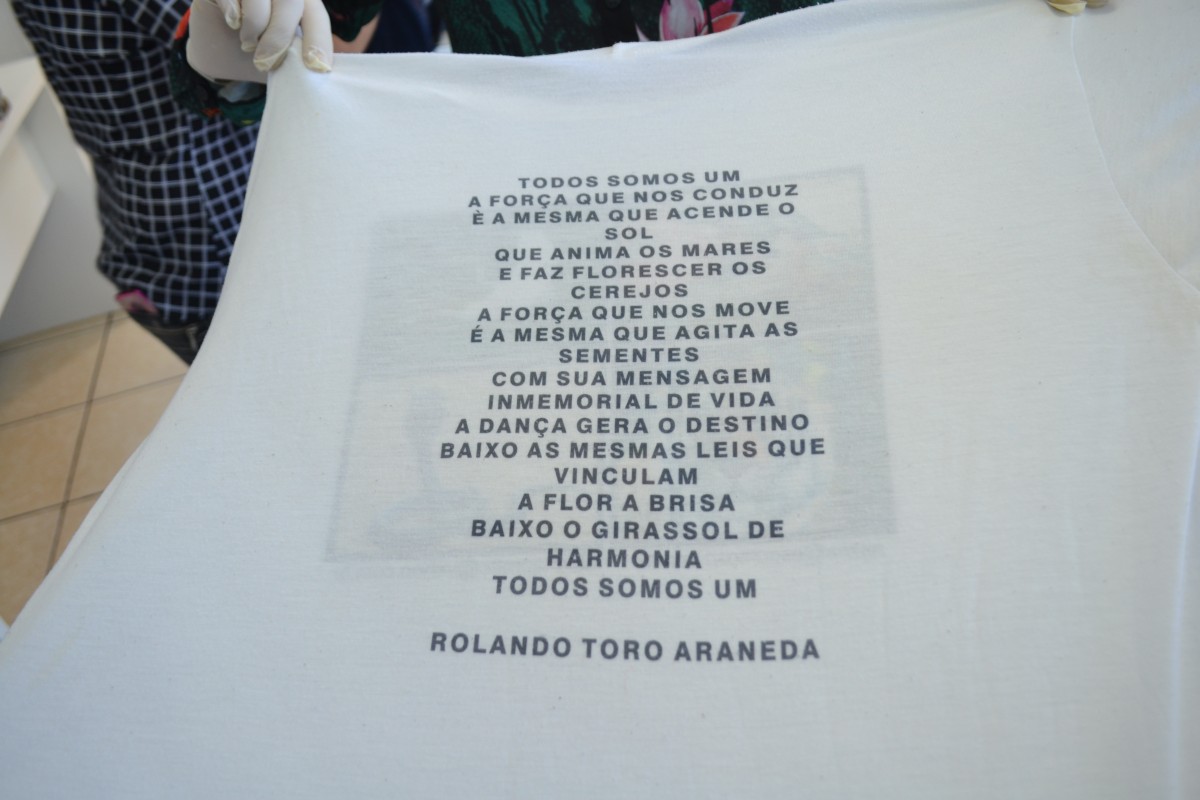 TODOS SOMOS UM
A FORÇA QUE NOS CONDUZ
È A MESMA QUE ACENDE O
SOL
QUE ANIMA OS MARES
E FAZ FLORESCER OS
CEREJOS
A FORÇA QUE NOS MOVE
É A MESMA QUE AGITA AS
SEMENTES
COM SUA MENSAGEM
INMEMORIAL DE VIDA
A DANÇA GERA O DESTINO
BAIXO AS MESMAS LEIS QUE
VINCULAM
A FLOR A BRISA
BAIXO O GIRASSOL DE
HARMONIA
TODOS SOMOS UM
ROLANDO TORO ARANEDA